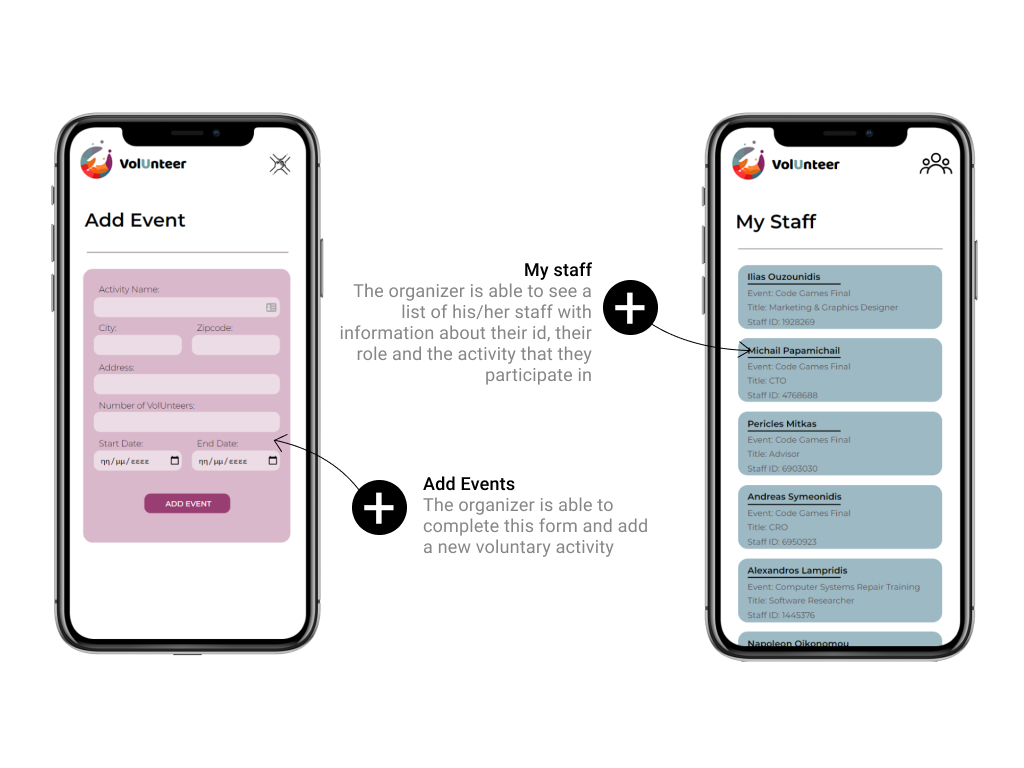 VolUnteer
Add Event
Activity Name:
City:
Zipcode:
Address:
Number of VolUnteers:
Start Date:
End Date:
ηη/μμ/εεεε
ηη/μμ/εεεε
ADD EVENT
My staff
The organizer is able to see a
list of his/her staff with
information about their id, their
role and the activity that they
participate in
Add Events
The organizer is able to
complete this form and add
a new voluntary activity
VolUnteer
My Staff
Ilias Ouzounidis
Event: Code Games Final
Title: Marketing & Graphics Designer
Staff ID: 1928269
Michail Papamichail
Event: Code Games Final
Title: CTO
Staff ID: 4768688
Pericles Mitkas
Event: Code Games Final
Title: Advisor
Staff ID: 6903030
Andreas Symeonidis
Event: Code Games Final
Title: CRO
Staff ID: 6950923
Alexandros Lampridis
Event: Computer Systems Repair Training
Title: Software Researcher
Staff ID: 1445376
Napoleon Oikonomou